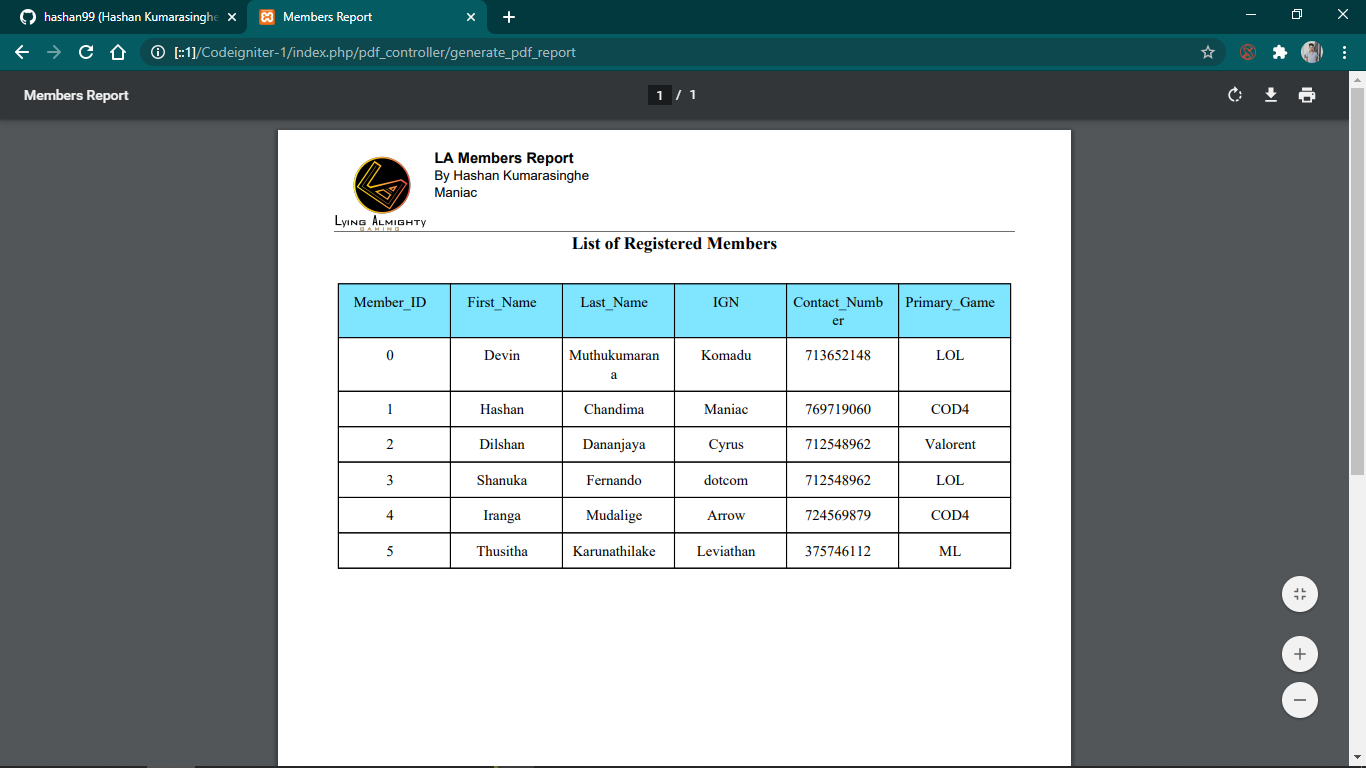 hashan99 (Hashan Kumarasinghe
Members Report
[::1]/Codeigniter-1/index.php/pdf_controller/generate_pdf_report
Members Report
1 / 1
LA Members Report
By Hashan Kumarasinghe
Maniac
Lying Almighty
GAMING
List of Registered Members
Member_ID First_Name Last_Name IGN Contact_Numb Primary_Game
er
0 Devin Muthukumaran Komadu 713652148 LOL
a
1 Hashan Chandima Maniac 769719060 COD4
2 Dilshan Dananjaya Cyrus 712548962 Valorent
3 Shanuka Fernando dotcom 712548962 LOL
4 Iranga Mudalige Arrow 724569879 COD4
5 Thusitha Karunathilake Leviathan 375746112 ML